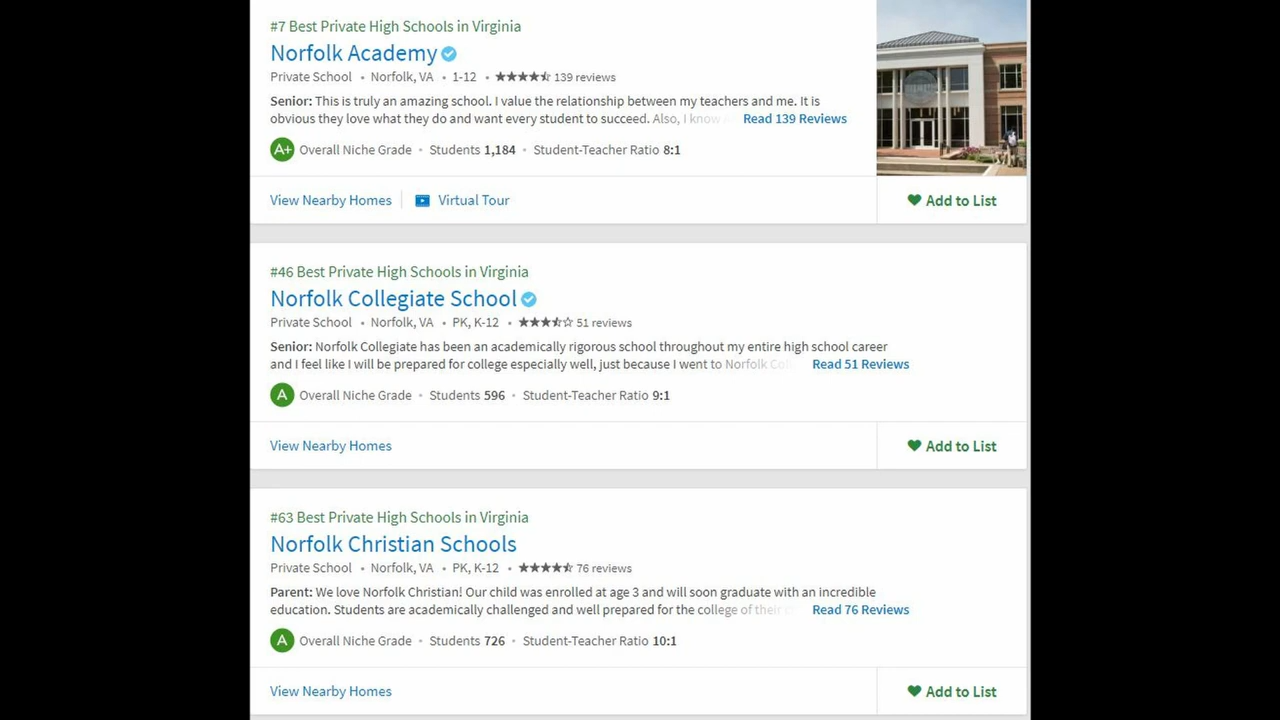 #7 Best Private High Schools in Virginia
Norfolk Academy
Private School • Norfolk, VA • 1-12 • 139 reviews
Senior: This is truly an amazing school. I value the relationship between my teachers and me. It is
obvious they love what they do and want every student to succeed. Also, I know Read 139 Reviews
A+ Overall Niche Grade • Students 1,184 • Student-Teacher Ratio 8:1
View Nearby Homes Virtual Tour Add to List
#46 Best Private High Schools in Virginia
Norfolk Collegiate School
Private School • Norfolk, VA • PK, K-12 • 51 reviews
Senior: Norfolk Collegiate has been an academically rigorous school throughout my entire high school career
and I feel like I will be prepared for college especially well, just because I went to Norfolk Read 51 Reviews
A Overall Niche Grade • Students 596 • Student-Teacher Ratio 9:1
View Nearby Homes Add to List
#63 Best Private High Schools in Virginia
Norfolk Christian Schools
Private School • Norfolk, VA • PK, K-12 • 76 reviews
Parent: We love Norfolk Christian! Our child was enrolled at age 3 and will soon graduate with an incredible
education. Students are academically challenged and well prepared for the college of their Read 76 Reviews
A Overall Niche Grade • Students 726 • Student-Teacher Ratio 10:1
View Nearby Homes Add to List